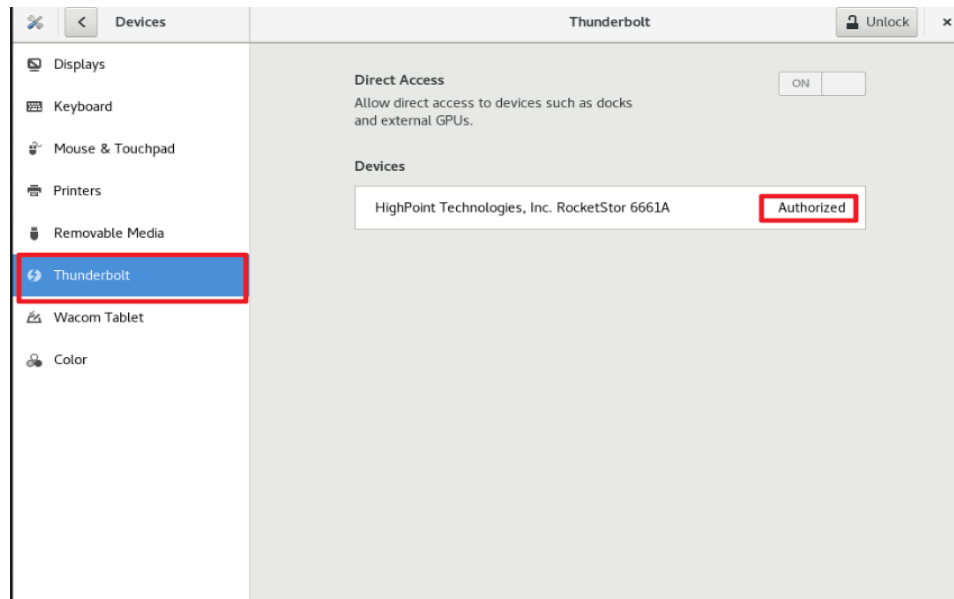 Devices
Thunderbolt
Unlock
×
Displays
Keyboard
Mouse & Touchpad
Printers
Removable Media
Thunderbolt
Wacom Tablet
Color
Direct Access
ON
Allow direct access to devices such as docks
and external GPUs.
Devices
HighPoint Technologies, Inc. RocketStor 6661A
Authorized